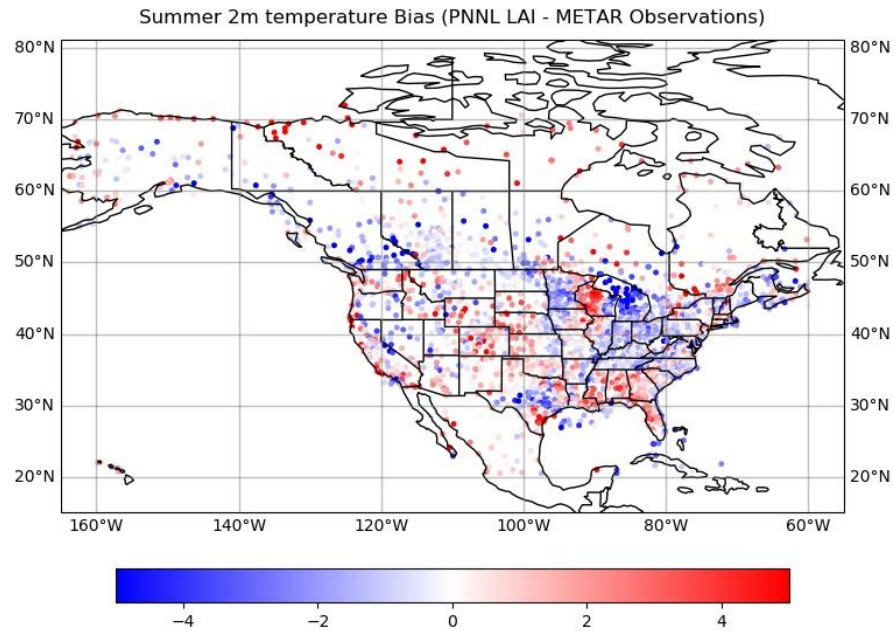 Summer 2m temperature Bias (PNNL LAI - METAR Observations)
80°N 80°N
70°N 70°N
60°N 60°N
50°N 50°N
40°N 40°N
30°N 30°N
20°N 20°N
160°W 140°W 120°W 100°W 80°W 60°W
−4 −2 0 2 4